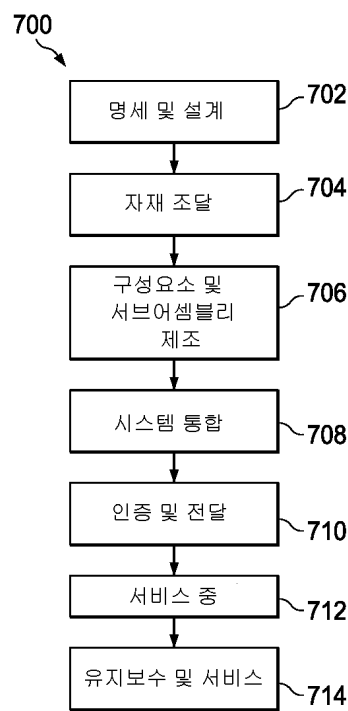 700
명세 및 설계
702
자재 조달
704
구성요소 및
서브어셈블리
제조
706
시스템 통합
708
인증 및 전달
710
서비스 중
712
유지보수 및 서비스
714